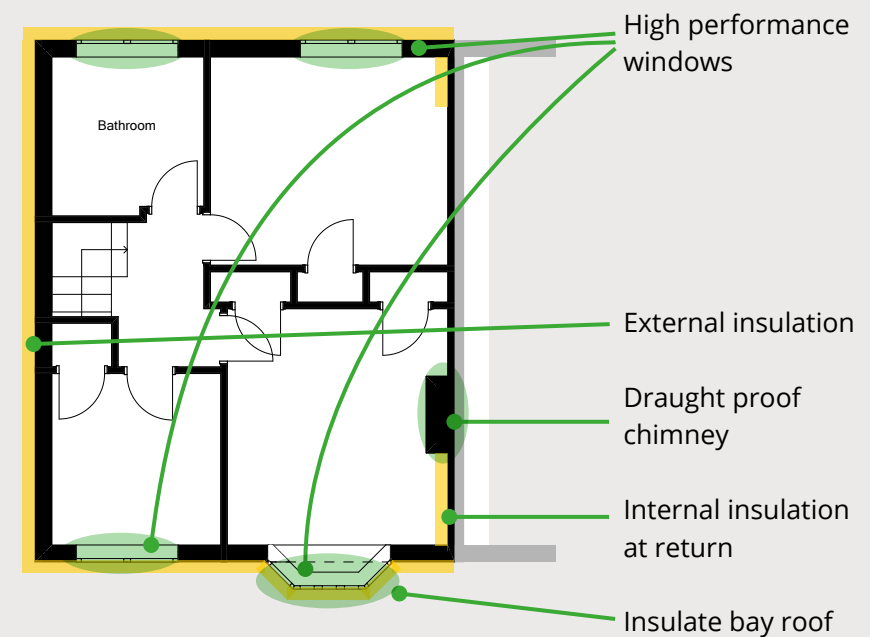 High performance
windows
Bathroom
External insulation
Draught proof
chimney
Internal insulation
at return
Insulate bay roof